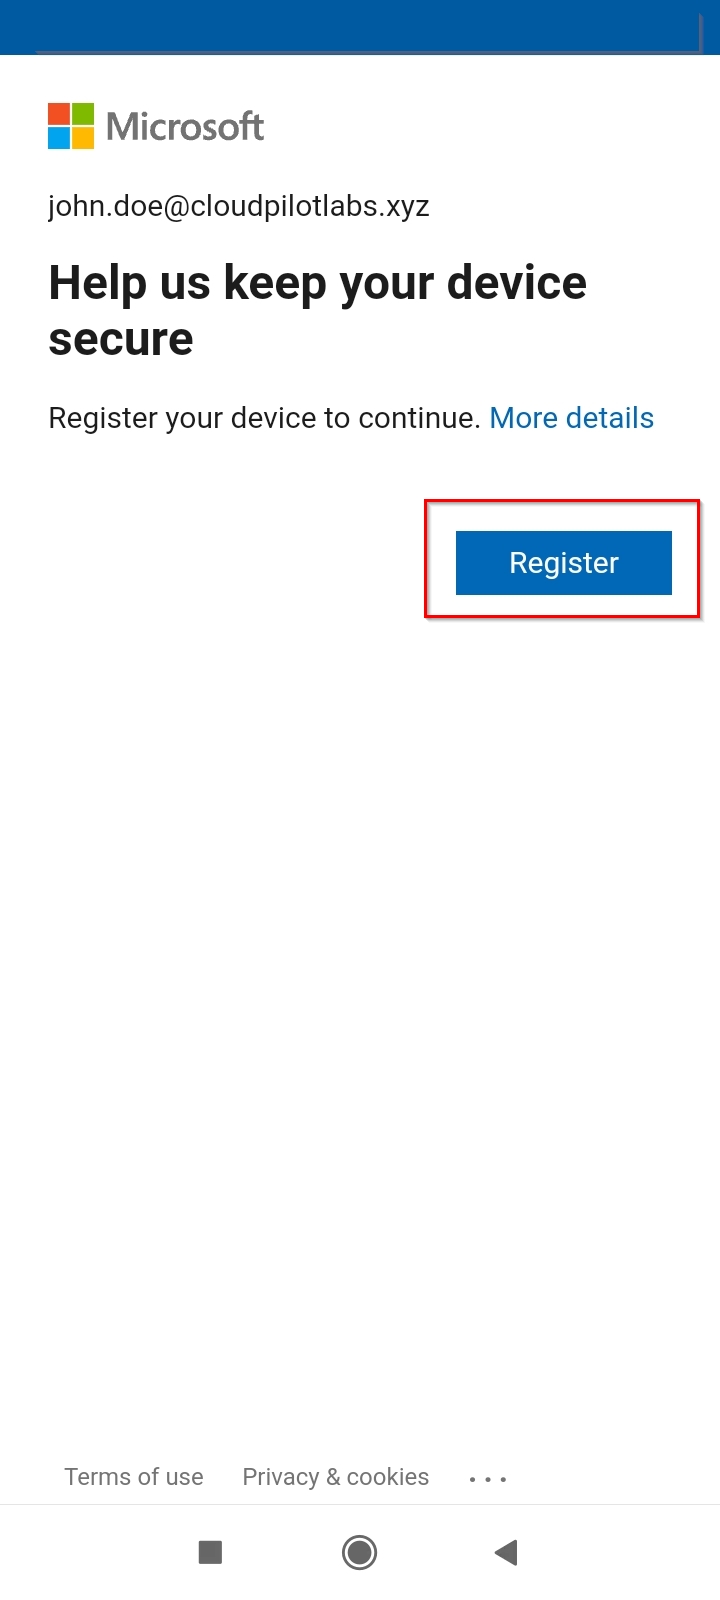 Microsoft
john.doe@cloudpilotlabs.xyz
Help us keep your device
secure
Register your device to continue. More details
Register
Terms of use Privacy & cookies ...